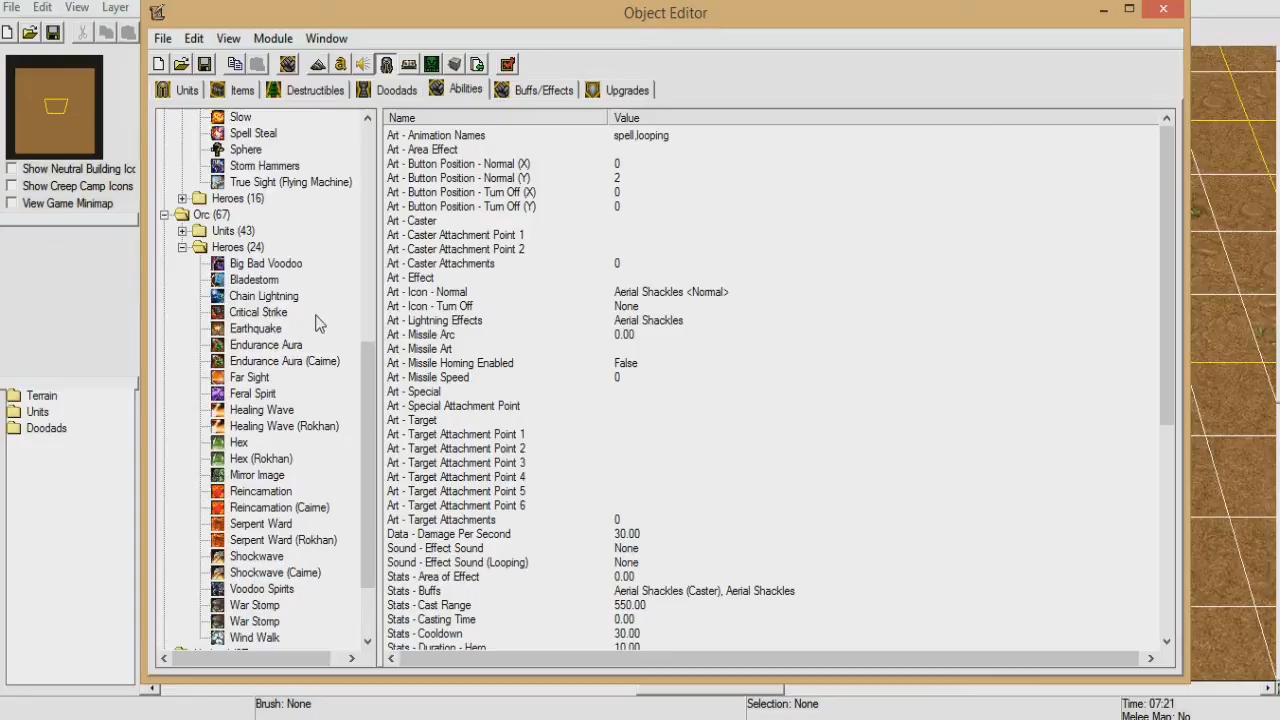 File Edit View Layer
Object Editor
File Edit View Module Window
Units Items Destructibles Doodads Abilities Buffs/Effects Upgrades
Show Neutral Building Ico
Show Creep Camp Icons
View Game Minimap
Terrain
Units
Doodads
Slow
Spell Steal
Sphere
Storm Hammers
True Sight (Flying Machine)
Heroes (16)
Orc (67)
Units (43)
Heroes (24)
Big Bad Voodoo
Bladestorm
Chain Lightning
Critical Strike
Earthquake
Endurance Aura
Endurance Aura (Cairne)
Far Sight
Feral Spirit
Healing Wave
Healing Wave (Rokhan)
Hex
Hex (Rokhan)
Mirror Image
Reincarnation
Reincarnation (Cairne)
Serpent Ward
Serpent Ward (Rokhan)
Shockwave
Shockwave (Cairne)
Voodoo Spirits
War Stomp
War Stomp
Wind Walk
Name Value
Art - Animation Names spell,looping
Art - Area Effect
Art - Button Position - Normal (X) 0
Art - Button Position - Normal (Y) 2
Art - Button Position - Turn Off (X) 0
Art - Button Position - Turn Off (Y) 0
Art - Caster
Art - Caster Attachment Point 1
Art - Caster Attachment Point 2
Art - Caster Attachments 0
Art - Effect
Art - Icon - Normal Aerial Shackles <Normal>
Art - Icon - Turn Off None
Art - Lightning Effects Aerial Shackles
Art - Missile Arc 0.00
Art - Missile Art
Art - Missile Homing Enabled False
Art - Missile Speed 0
Art - Special
Art - Special Attachment Point
Art - Target
Art - Target Attachment Point 1
Art - Target Attachment Point 2
Art - Target Attachment Point 3
Art - Target Attachment Point 4
Art - Target Attachment Point 5
Art - Target Attachment Point 6
Art - Target Attachments 0
Data - Damage Per Second 30.00
Sound - Effect Sound None
Sound - Effect Sound (Looping) None
Stats - Area of Effect 0.00
Stats - Buffs Aerial Shackles (Caster), Aerial Shackles
Stats - Cast Range 550.00
Stats - Casting Time 0.00
Stats - Cooldown 30.00
Stats - Duration - Hero 10.00
Brush: None Selection: None Time: 07:21
Melee Map: No